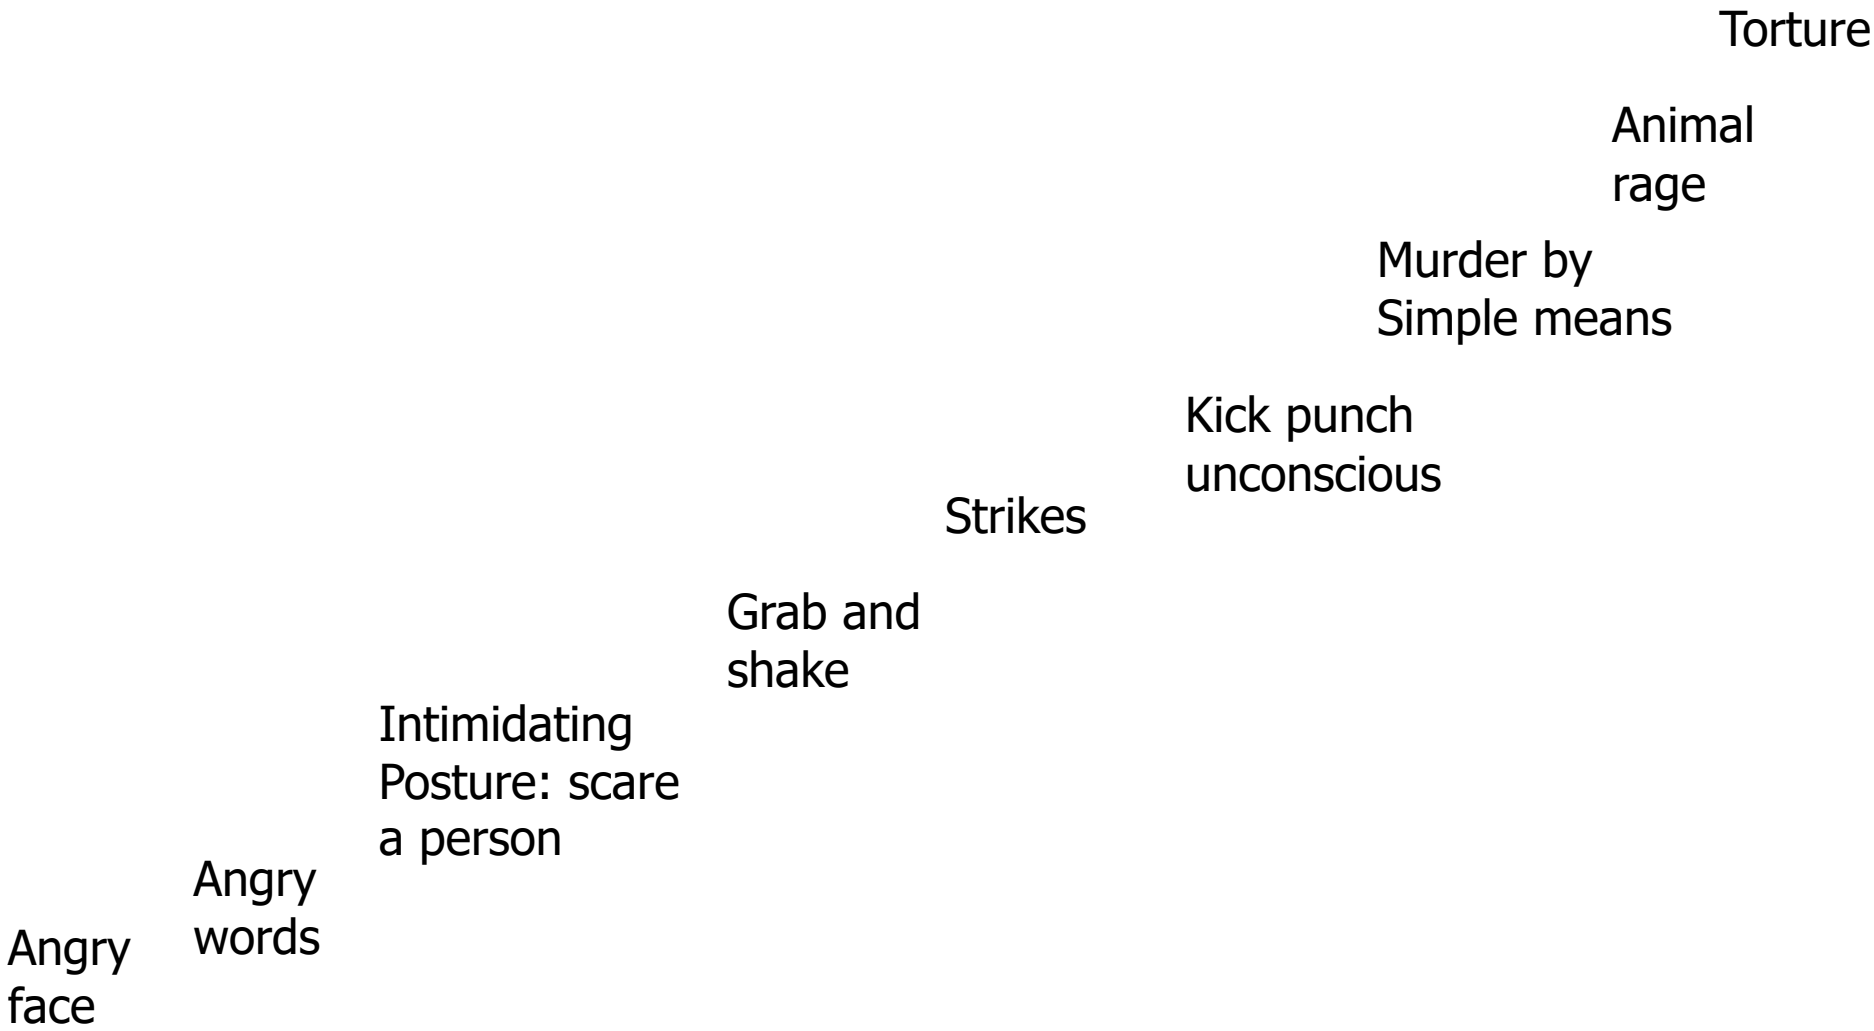 Torture
Animal
rage
Murder by
Simple means
Kick punch
unconscious
Strikes
Grab and
shake
Intimidating
Posture: scare
a person
Angry
words
Angry
face